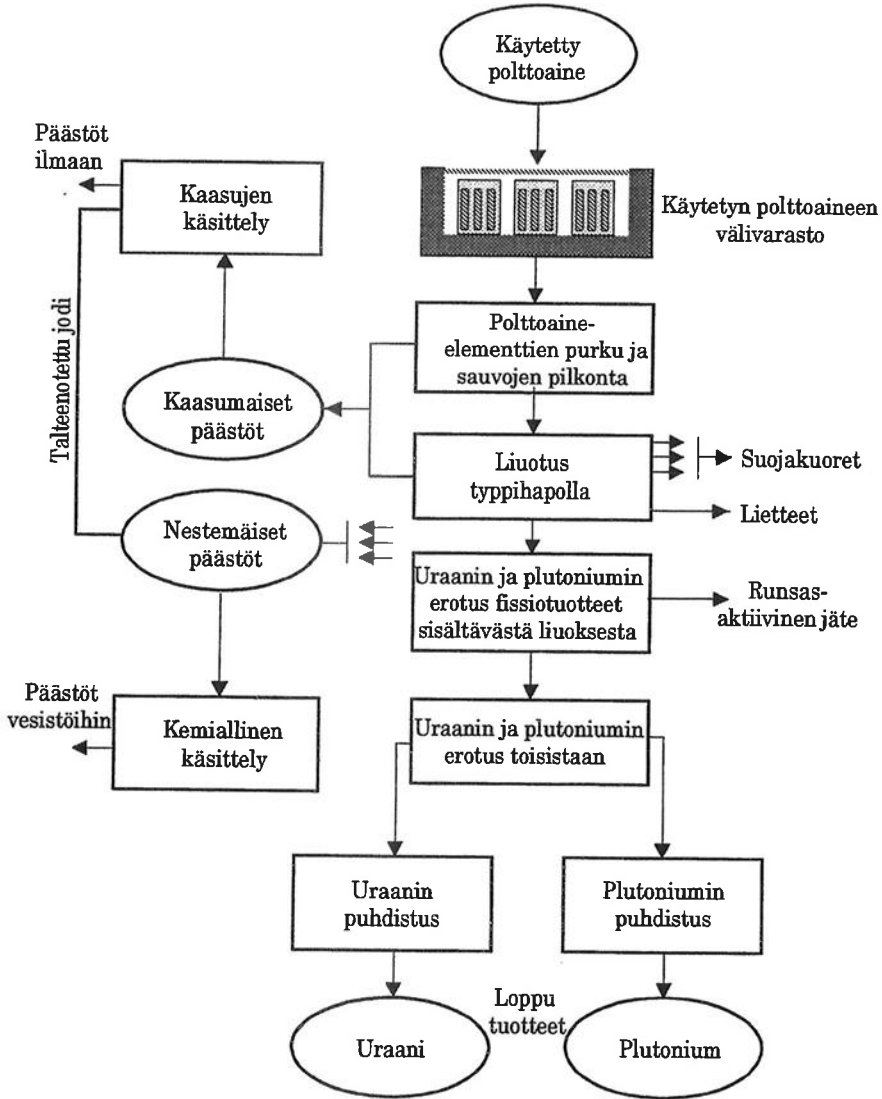 Käytetty
polttoaine
Päästöt
ilmaan
Kaasujen
käsittely
Käytetyn polttoaineen
välivarasto
Talteenotettu jodi
Polttoaine-
elementtien purku ja
sauvojen pilkonta
Kaasumaiset
päästöt
Liuotus
typpihapolla
Suojakuoret
Lietteet
Nestemäiset
päästöt
Uraanin ja plutoniumin
erotus fissiotuotteet
sisältävästä liuoksesta
Runsas-
aktiivinen jäte
Päästöt
vesistöihin
Kemiallinen
käsittely
Uraanin ja plutoniumin
erotus toisistaan
Uraanin
puhdistus
Plutoniumin
puhdistus
Loppu
tuotteet
Uraani
Plutonium